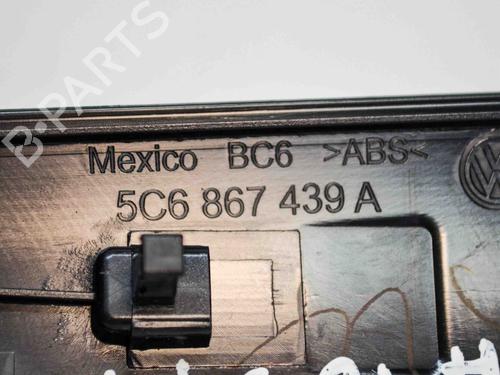 B-PARTS
Mexico BC6 >ABS<
5C6 867 439 A